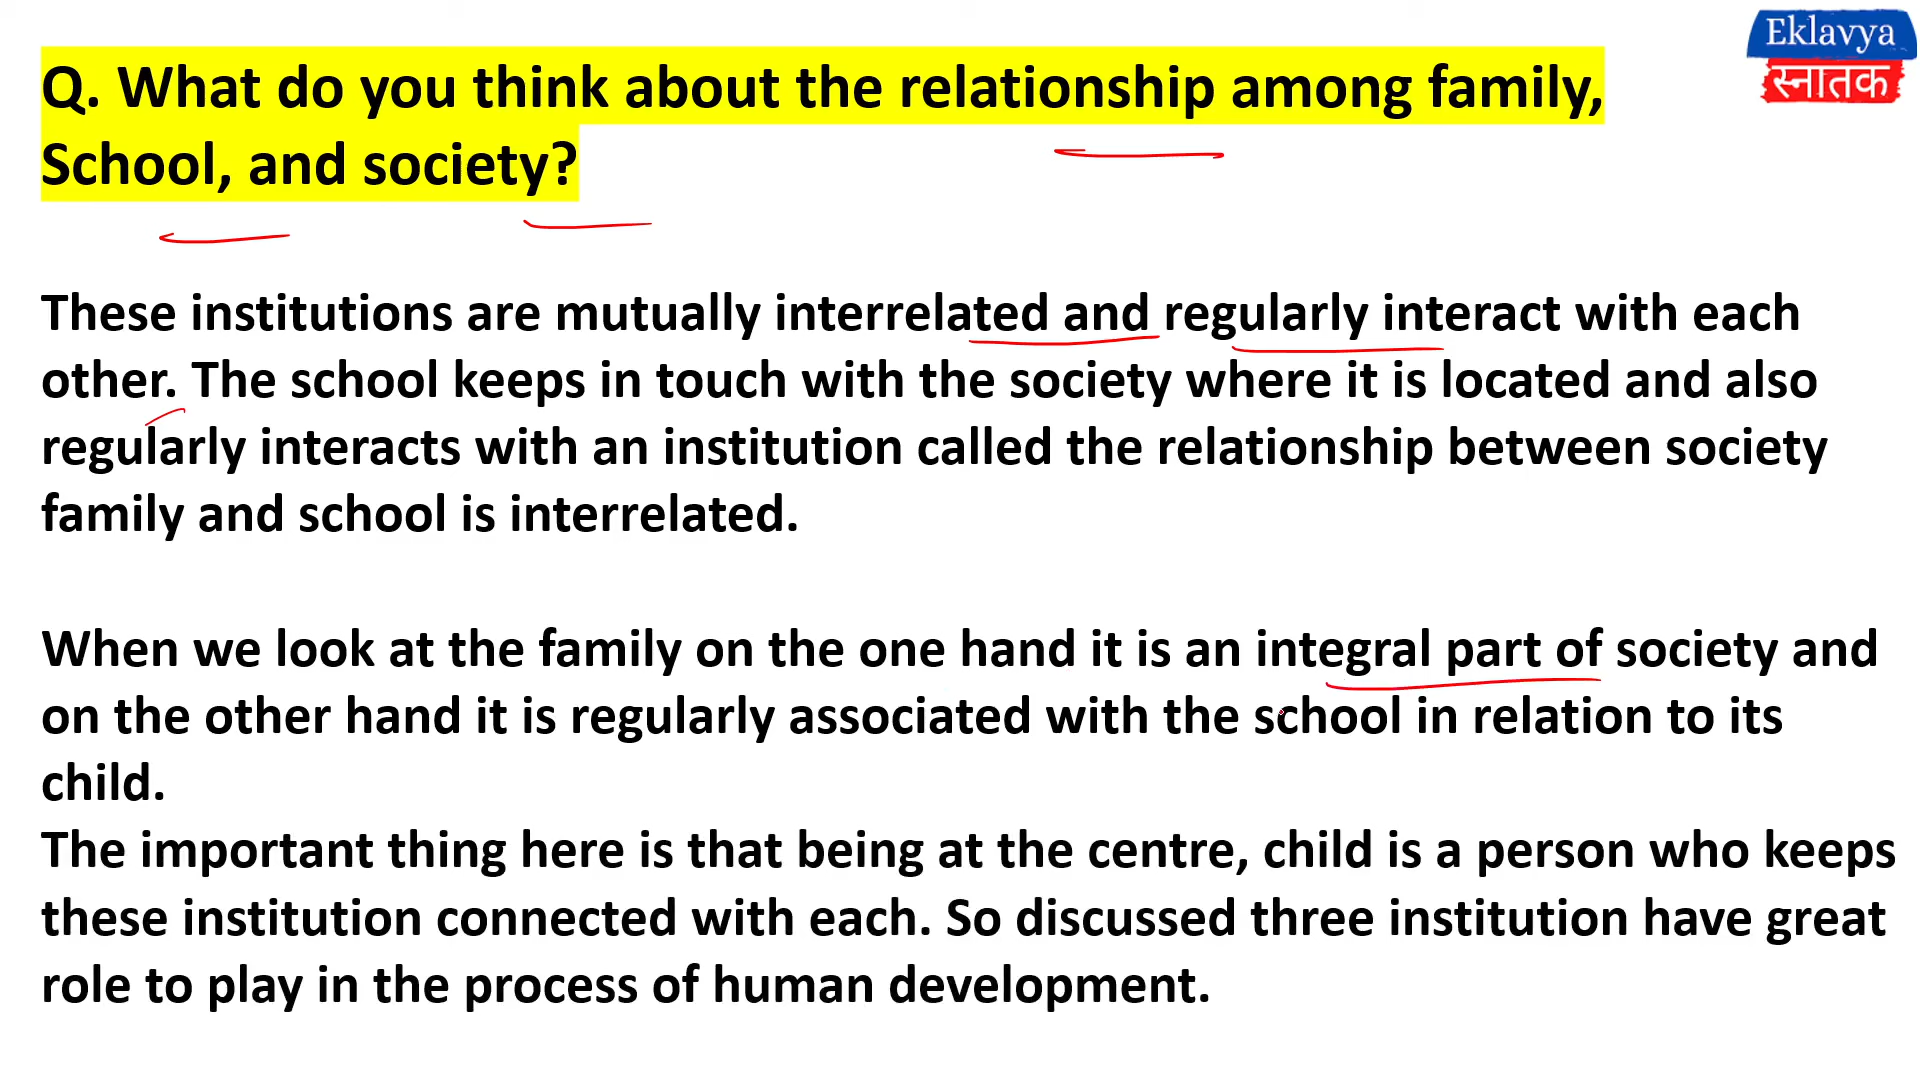 Eklavya
स्नातक
Q. What do you think about the relationship among family,
School, and society?
These institutions are mutually interrelated and regularly interact with each
other. The school keeps in touch with the society where it is located and also
regularly interacts with an institution called the relationship between society
family and school is interrelated.
When we look at the family on the one hand it is an integral part of society and
on the other hand it is regularly associated with the school in relation to its
child.
The important thing here is that being at the centre, child is a person who keeps
these institution connected with each. So discussed three institution have great
role to play in the process of human development.